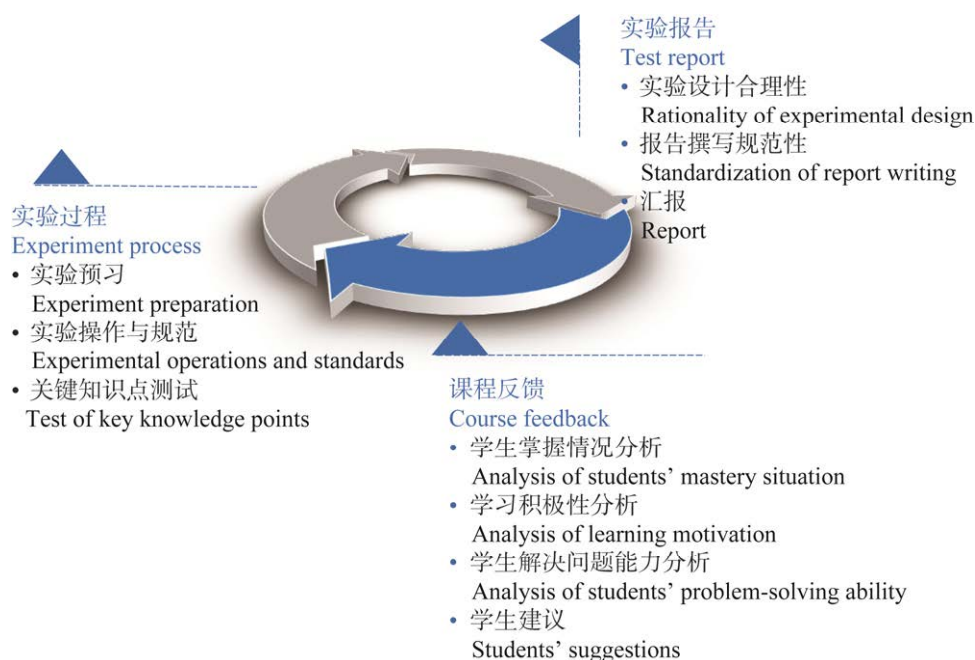 实验报告
Test report
• 实验设计合理性
Rationality of experimental design
• 报告撰写规范性
Standardization of report writing
• 汇报
Report
实验过程
Experiment process
• 实验预习
Experiment preparation
• 实验操作与规范
Experimental operations and standards
• 关键知识点测试
Test of key knowledge points
课程反馈
Course feedback
• 学生掌握情况分析
Analysis of students’ mastery situation
• 学习积极性分析
Analysis of learning motivation
• 学生解决问题能力分析
Analysis of students’ problem-solving ability
• 学生建议
Students’ suggestions